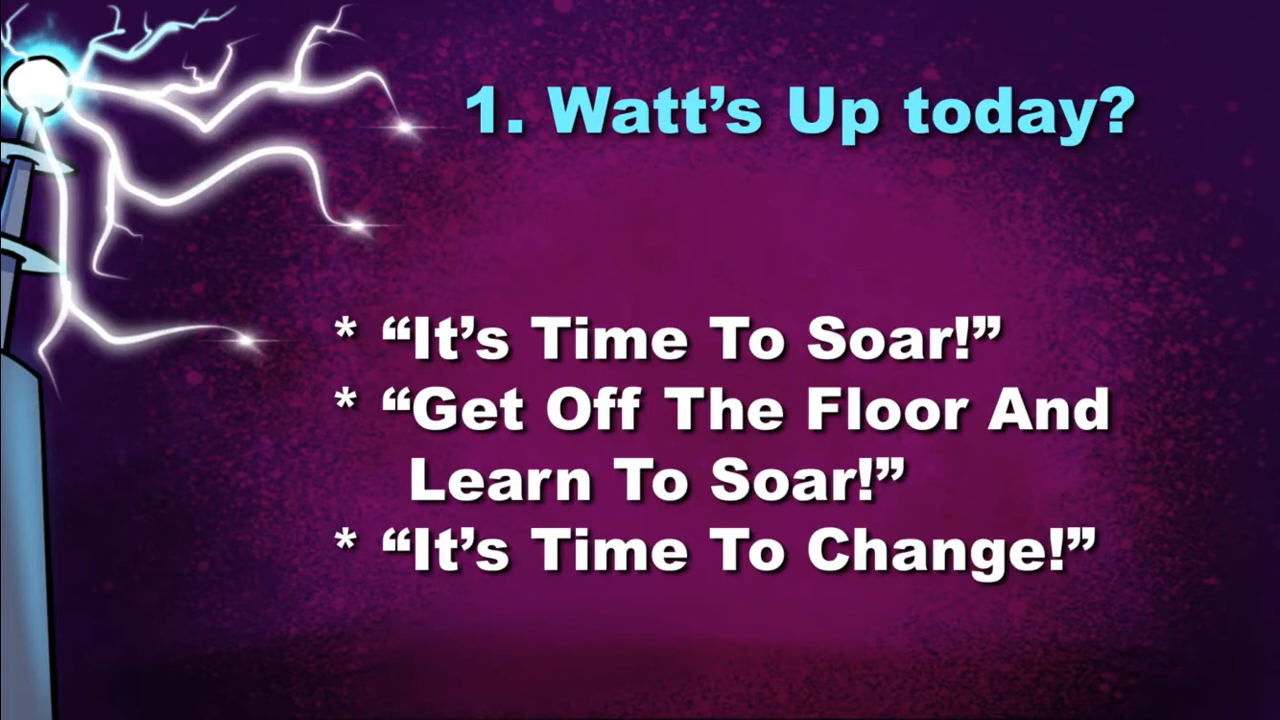 1. Watt’s Up today?
* “It’s Time To Soar!”
* “Get Off The Floor And
Learn To Soar!”
* “It’s Time To Change!”